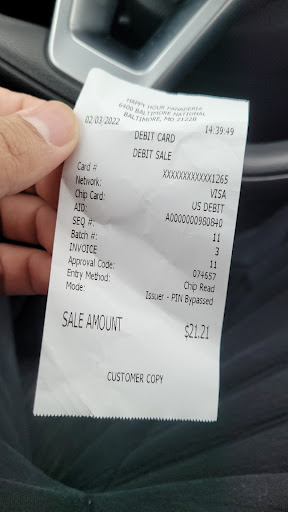 HAPPY HOUR PANADERIA
6400 BALTIMORE NATIONAL
BALTIMORE, MD 21228
02/03/2022 14:39:49
DEBIT CARD
DEBIT SALE
Card # XXXXXXXXXXXX1265
Network: VISA
Chip Card: US DEBIT
AID: A0000000980840
SEQ #: 11
Batch #: 3
INVOICE 11
Approval Code: 074657
Entry Method: Chip Read
Mode: Issuer - PIN Bypassed
SALE AMOUNT $21.21
CUSTOMER COPY